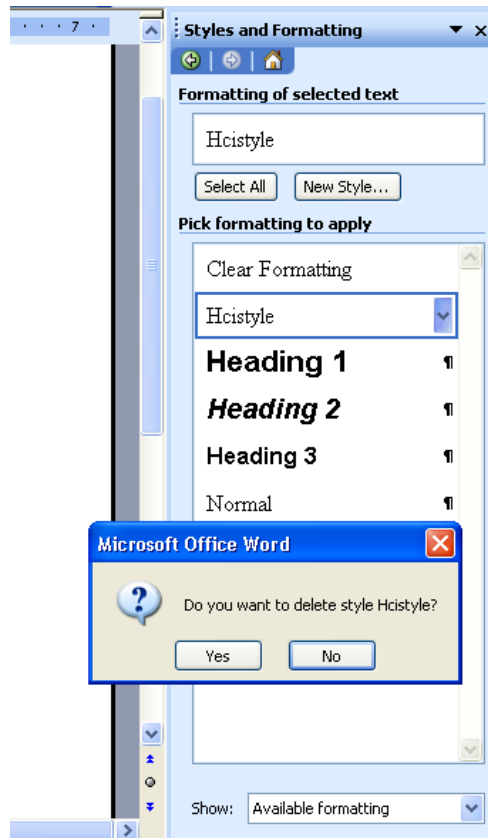 7
Styles and Formatting
Formatting of selected text
Hcistyle
Select All New Style...
Pick formatting to apply
Clear Formatting
Hcistyle
Heading 1 ¶
Heading 2 ¶
Heading 3 ¶
Normal ¶
Microsoft Office Word
Do you want to delete style Hcistyle?
Yes No
Show: Available formatting